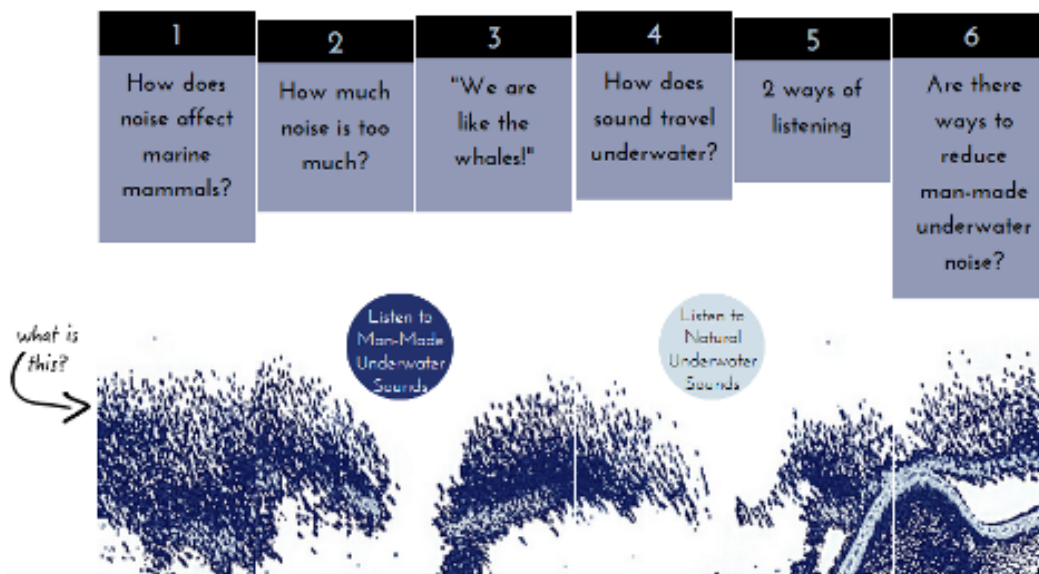 1
How does
noise affect
marine
mammals?
2
How much
noise is too
much?
3
"We are
like the
whales!"
4
How does
sound travel
underwater?
5
2 ways of
listening
6
Are there
ways to
reduce
man-made
underwater
noise?
what is
this?
Listen to
Man-Made
Underwater
Sounds
Listen to
Natural
Underwater
Sounds